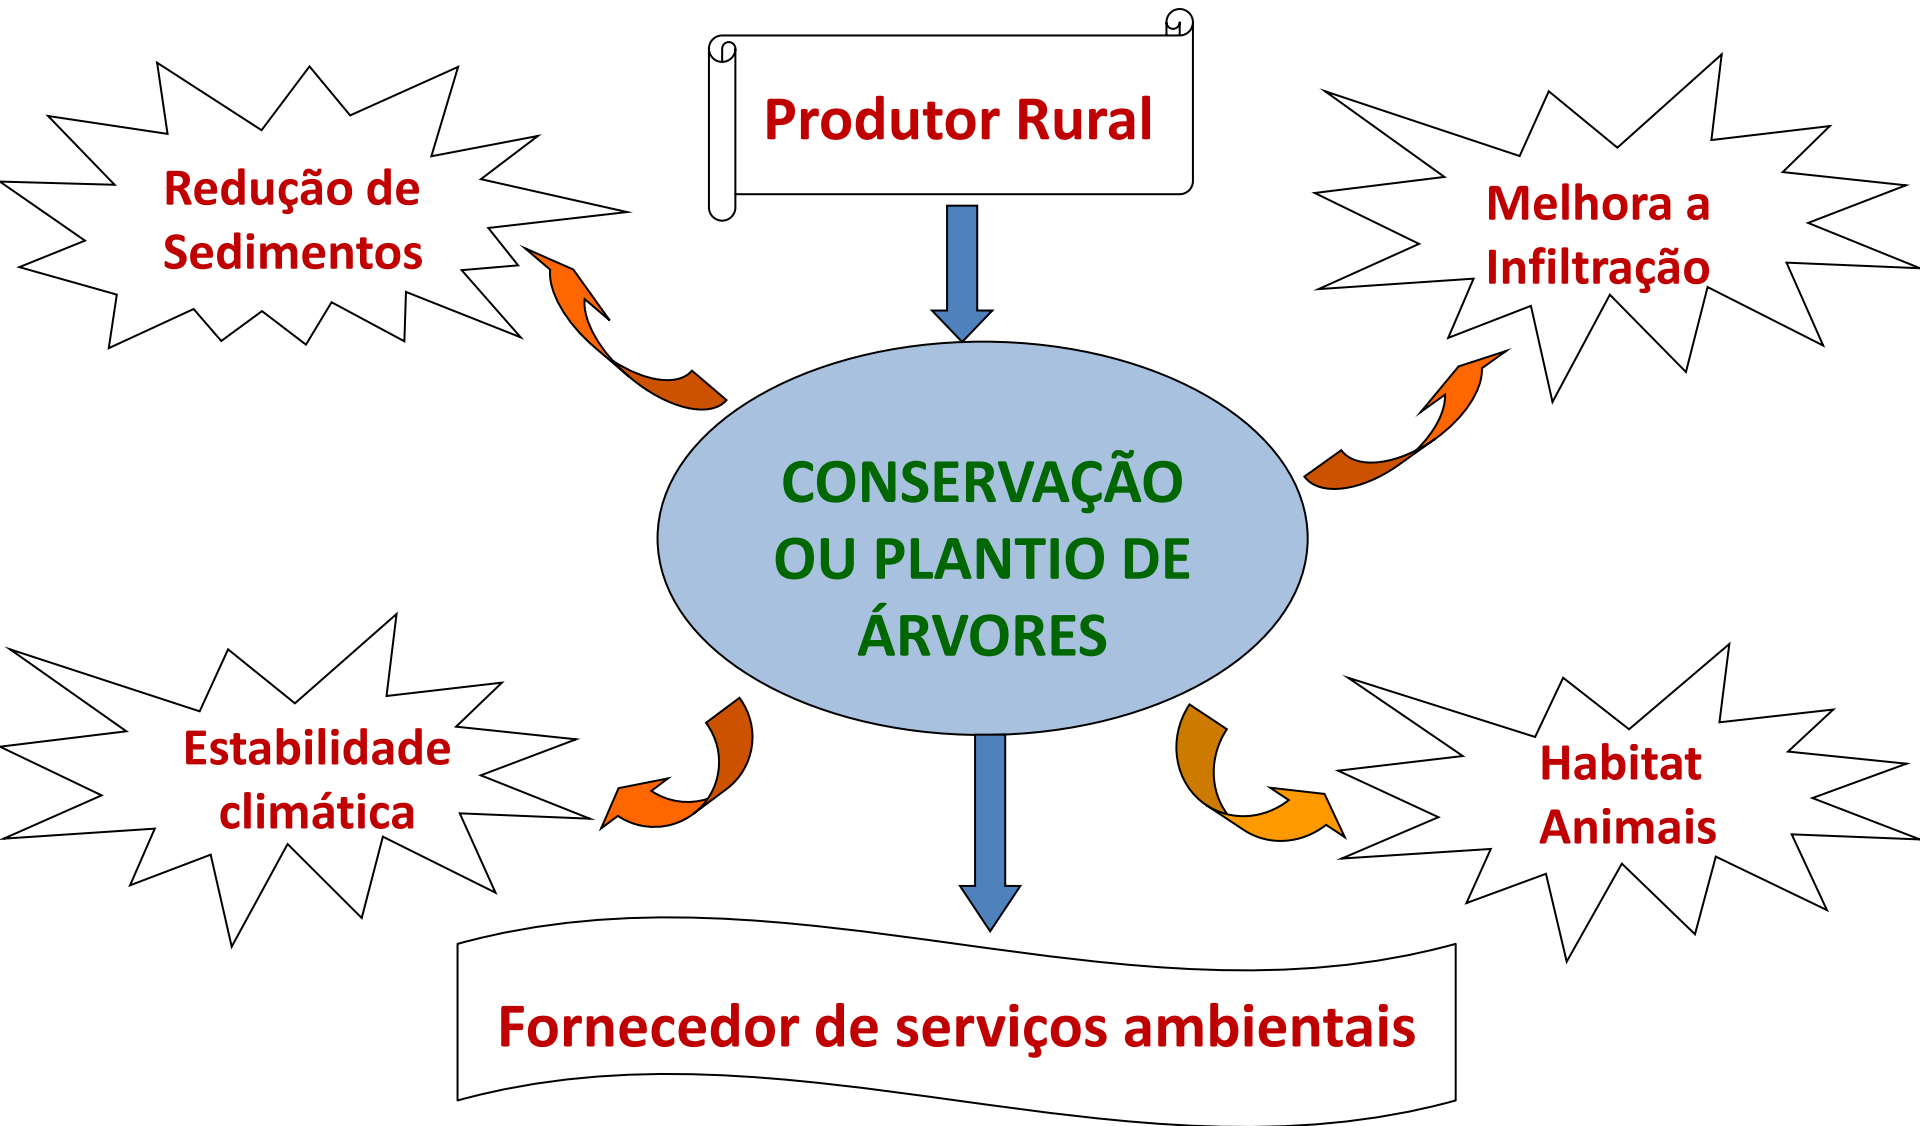 Produtor Rural
Redução de
Sedimentos
Melhora a
Infiltração
CONSERVAÇÃO
OU PLANTIO DE
ÁRVORES
Estabilidade
climática
Habitat
Animais
Fornecedor de serviços ambientais